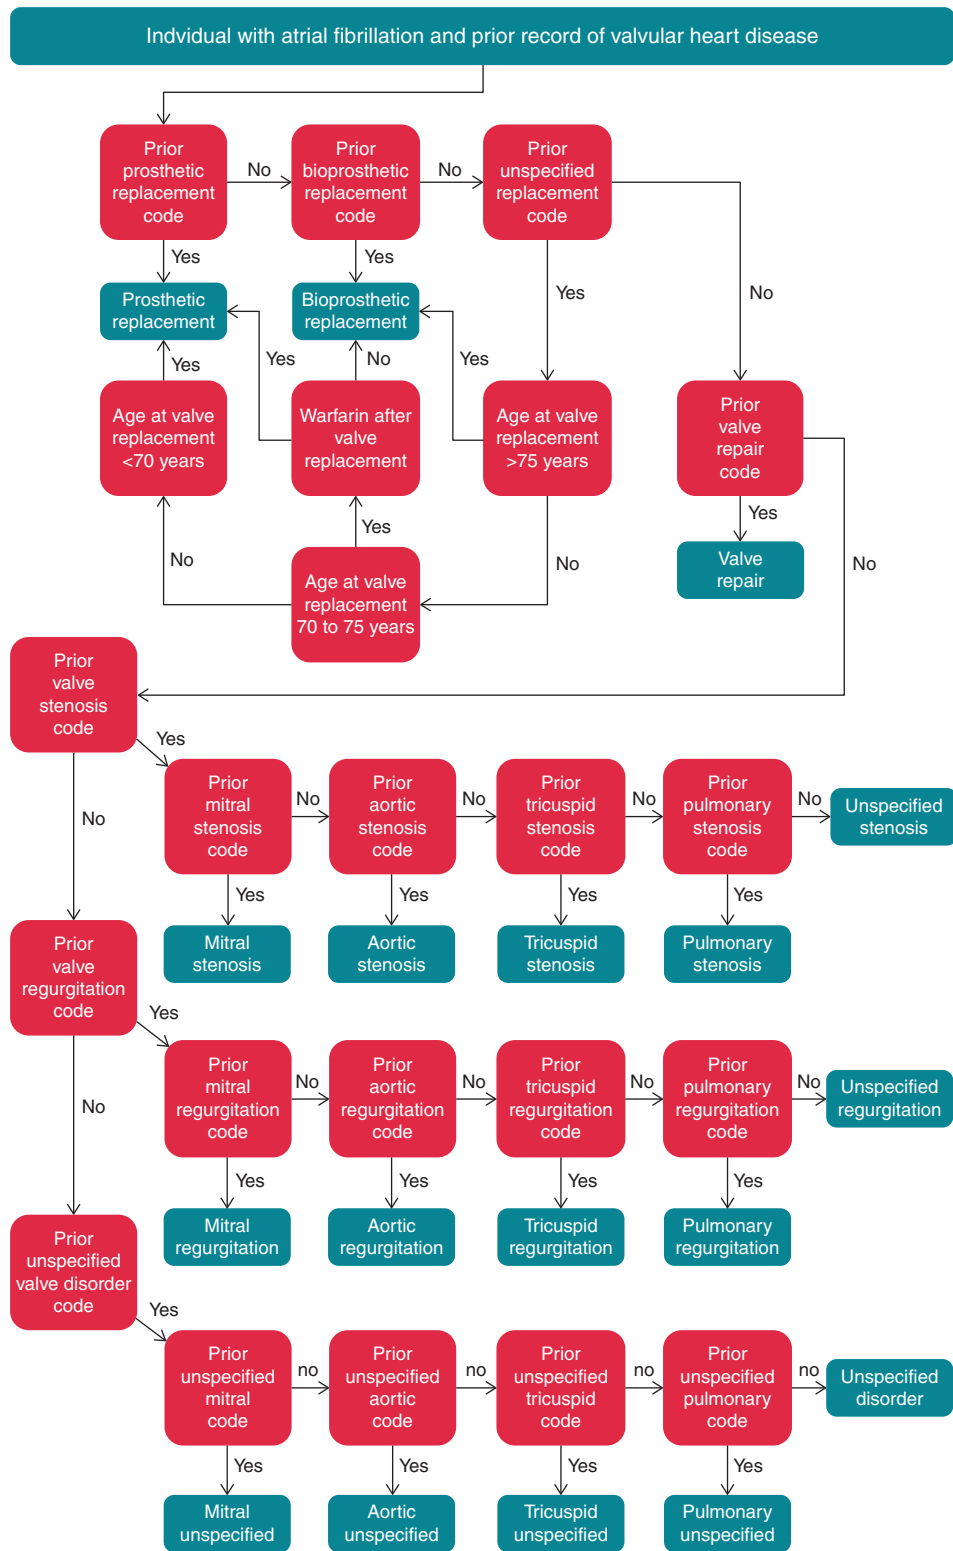 Indvidual with atrial fibrillation and prior record of valvular heart disease
Prior
prosthetic
replacement
code
No
Prior
bioprosthetic
replacement
code
No
Prior
unspecified
replacement
code
Yes
Yes
Yes
No
Prosthetic
replacement
Bioprosthetic
replacement
Yes
Yes
No
Yes
Age at valve
replacement
<70 years
Warfarin after
valve
replacement
Age at valve
replacement
>75 years
Prior
valve
repair
code
No
Yes
No
Yes
No
Age at valve
replacement
70 to 75 years
Valve
repair
Prior
valve
stenosis
code
Yes
No
Prior
mitral
stenosis
code
No
Prior
aortic
stenosis
code
No
Prior
tricuspid
stenosis
code
No
Prior
pulmonary
stenosis
code
No
Unspecified
stenosis
Yes
Yes
Yes
Yes
Mitral
stenosis
Aortic
stenosis
Tricuspid
stenosis
Pulmonary
stenosis
Prior
valve
regurgitation
code
Yes
No
Prior
mitral
regurgitation
code
No
Prior
aortic
regurgitation
code
No
Prior
tricuspid
regurgitation
code
No
Prior
pulmonary
regurgitation
code
No
Unspecified
regurgitation
Yes
Yes
Yes
Yes
Mitral
regurgitation
Aortic
regurgitation
Tricuspid
regurgitation
Pulmonary
regurgitation
Prior
unspecified
valve disorder
code
Yes
Prior
unspecified
mitral
code
no
Prior
unspecified
aortic
code
no
Prior
unspecified
tricuspid
code
no
Prior
unspecified
pulmonary
code
no
Unspecified
disorder
Yes
Yes
Yes
Yes
Mitral
unspecified
Aortic
unspecified
Tricuspid
unspecified
Pulmonary
unspecified